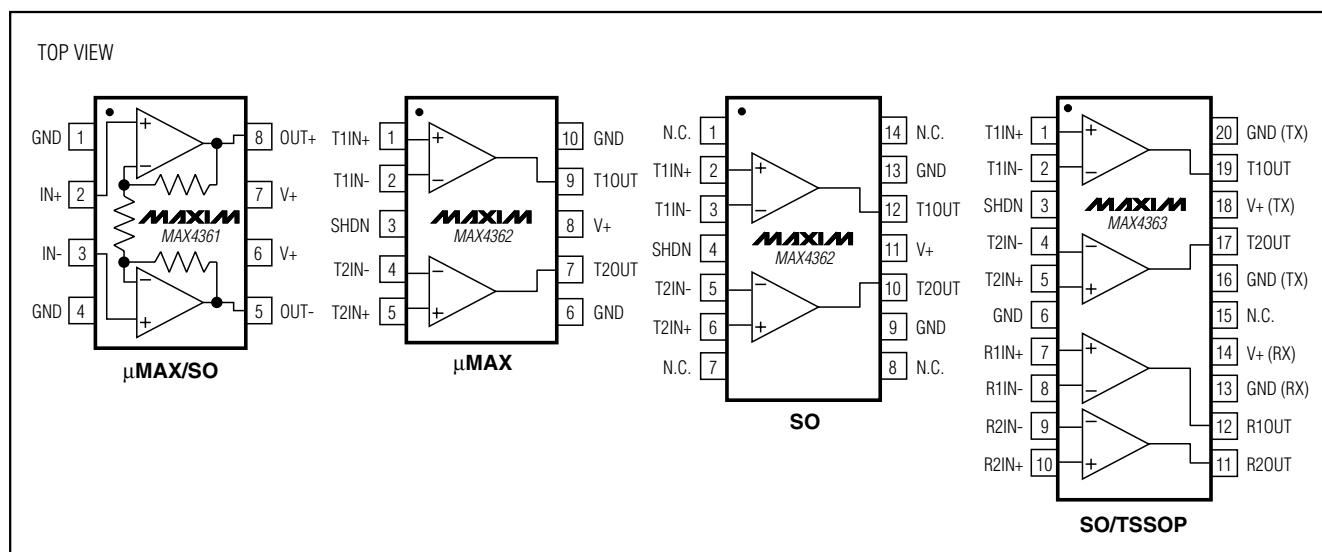 TOP VIEW
GND 1
IN+ 2
IN- 3
GND 4
8 OUT+
7 V+
6 V+
5 OUT-
+
−
−
+
MAXIM
MAX4361
µMAX/SO
T1IN+ 1
T1IN- 2
SHDN 3
T2IN- 4
T2IN+ 5
10 GND
9 T1OUT
8 V+
7 T2OUT
6 GND
+
−
−
+
MAXIM
MAX4362
µMAX
N.C. 1
T1IN+ 2
T1IN- 3
SHDN 4
T2IN- 5
T2IN+ 6
N.C. 7
14 N.C.
13 GND
12 T1OUT
11 V+
10 T2OUT
9 GND
8 N.C.
+
−
−
+
MAXIM
MAX4362
SO
T1IN+ 1
T1IN- 2
SHDN 3
T2IN- 4
T2IN+ 5
GND 6
R1IN+ 7
R1IN- 8
R2IN- 9
R2IN+ 10
20 GND (TX)
19 T1OUT
18 V+ (TX)
17 T2OUT
16 GND (TX)
15 N.C.
14 V+ (RX)
13 GND (RX)
12 R1OUT
11 R2OUT
+
−
−
+
+
−
−
+
MAXIM
MAX4363
SO/TSSOP